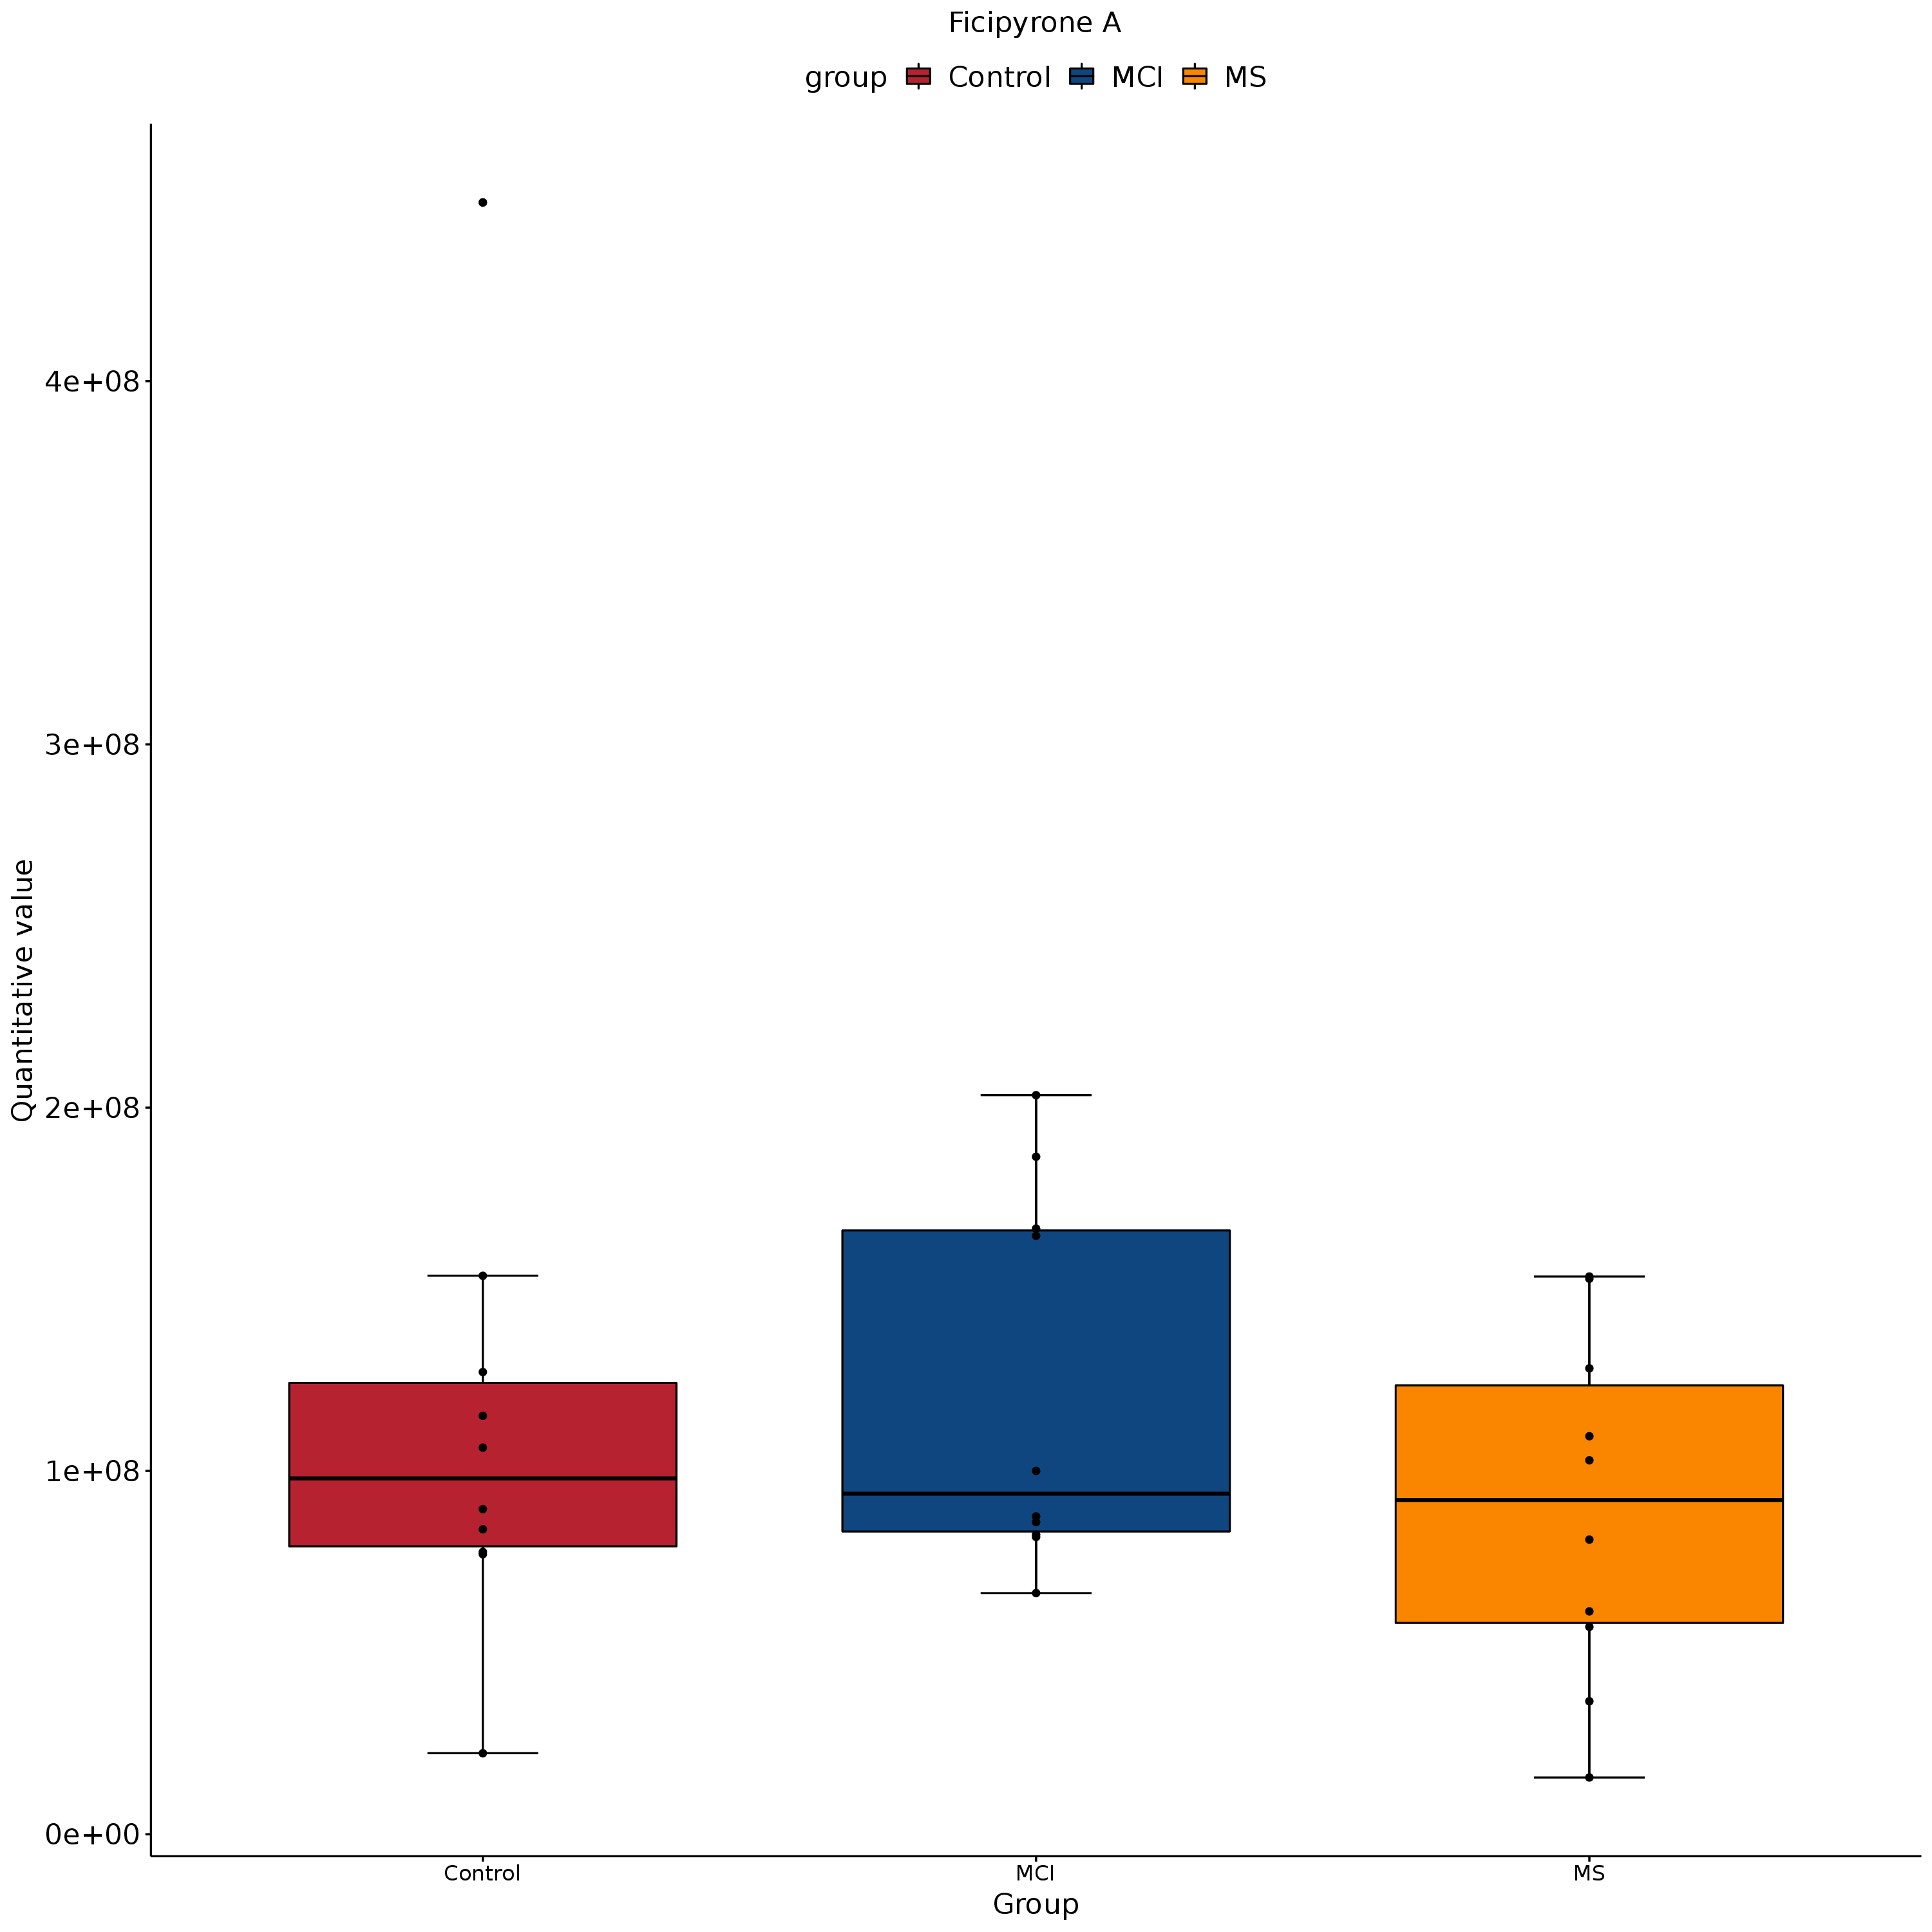 Ficipyrone A
group Control MCI MS
Quantitative value
4e+08
3e+08
2e+08
1e+08
0e+00
Control MCI MS
Group